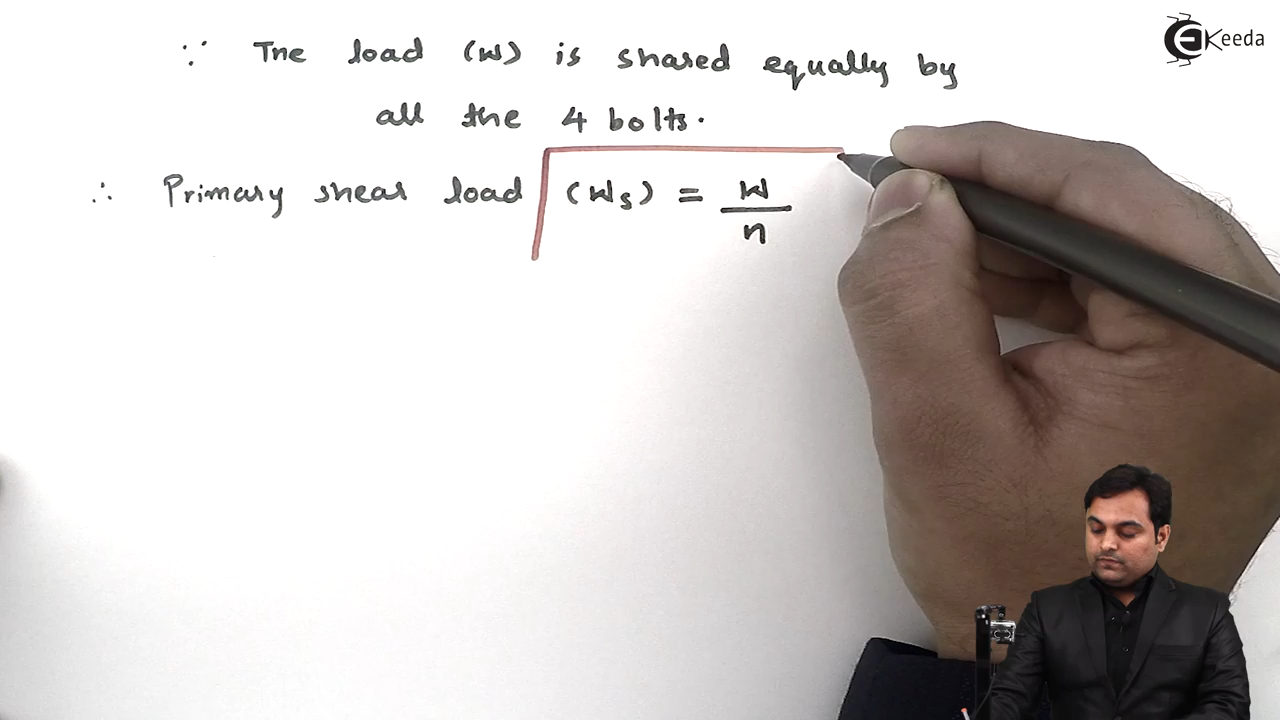 ∵ The load (W) is shared equally by
all the 4 bolts.
∴ Primary shear load (Ws) = W/n
EKeeda